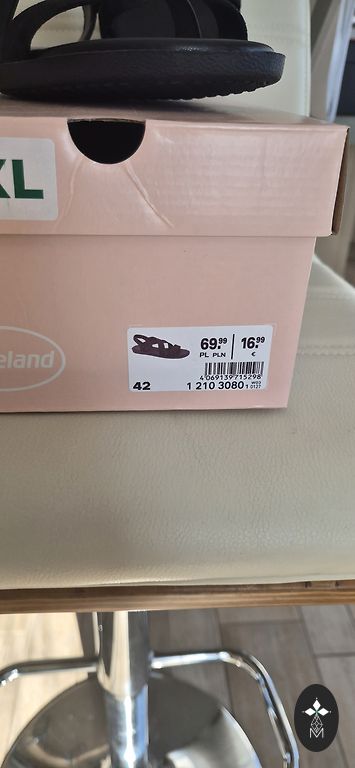 XL
eland
69.99 16.99
PL PLN €
4 069139 715298
42 1 210 3080 1
M